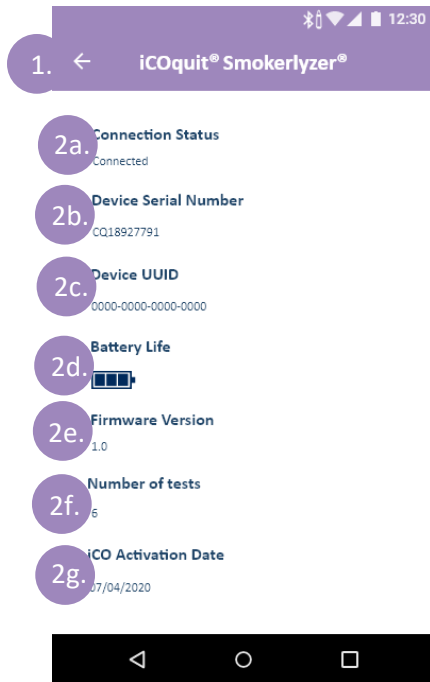 12:30
1.
iCOquit® Smokerlyzer®
2a.
Connection Status
Connected
2b.
Device Serial Number
CQ18927791
2c.
Device UUID
0000-0000-0000-0000
2d.
Battery Life
2e.
Firmware Version
1.0
2f.
Number of tests
6
2g.
iCO Activation Date
07/04/2020